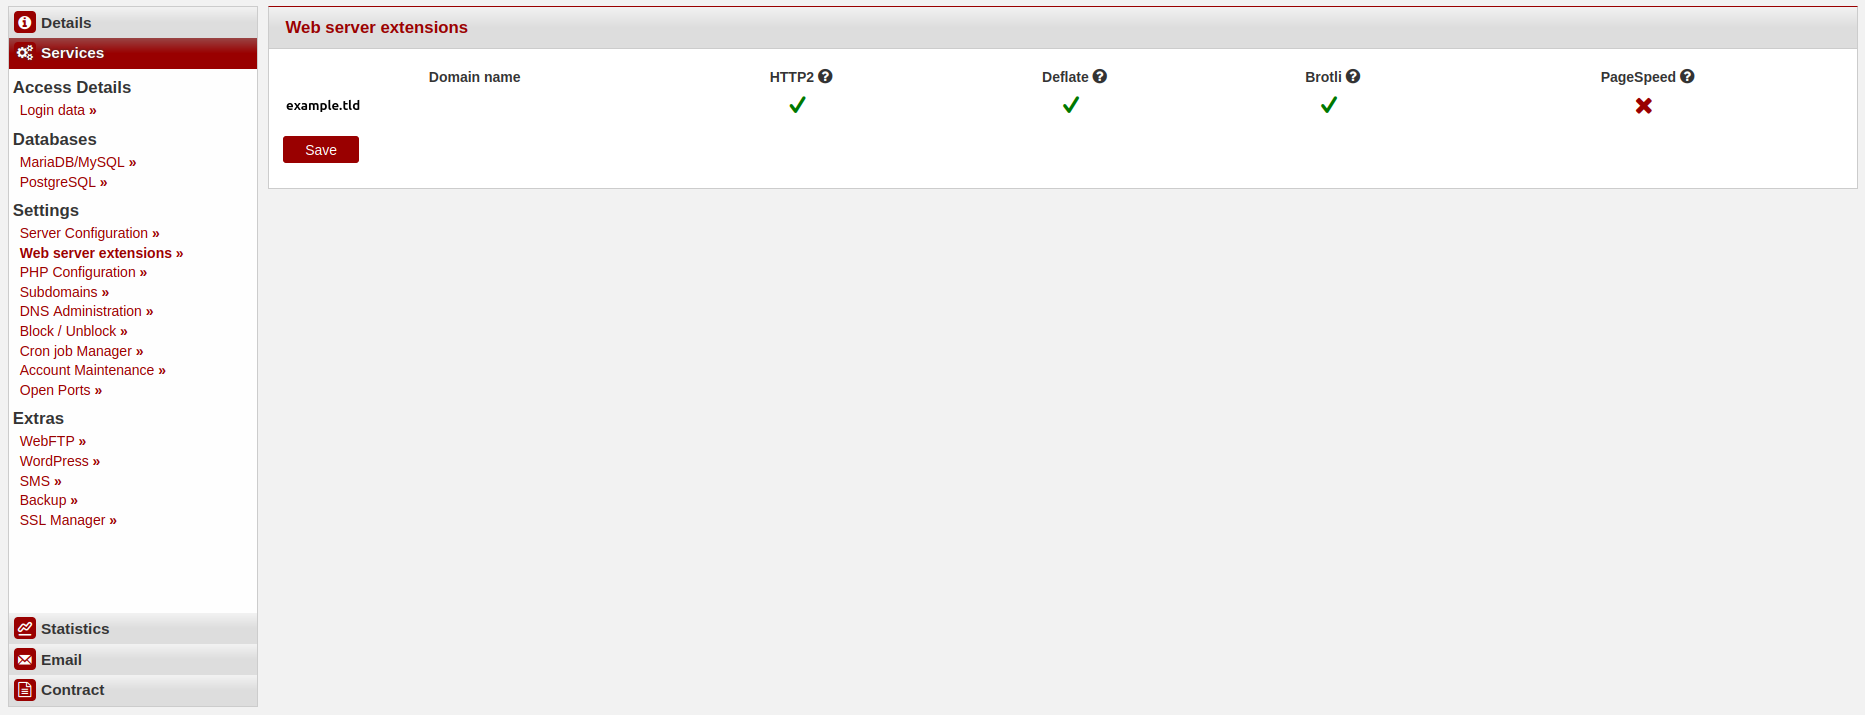 Details
Services
Access Details
Login data »
Databases
MariaDB/MySQL »
PostgreSQL »
Settings
Server Configuration »
Web server extensions »
PHP Configuration »
Subdomains »
DNS Administration »
Block / Unblock »
Cron job Manager »
Account Maintenance »
Open Ports »
Extras
WebFTP »
WordPress »
SMS »
Backup »
SSL Manager »
Statistics
Email
Contract
Web server extensions
Domain name HTTP2 Deflate Brotli PageSpeed
example.tld
Save